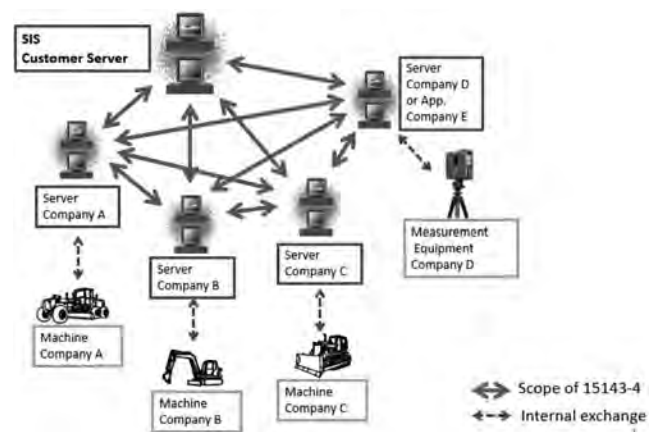 SIS
Customer Server
Server
Company D
or App.
Company E
Server
Company A
Server
Company B
Server
Company C
Measurement
Equipment
Company D
Machine
Company A
Machine
Company B
Machine
Company C
Scope of 15143-4
Internal exchange